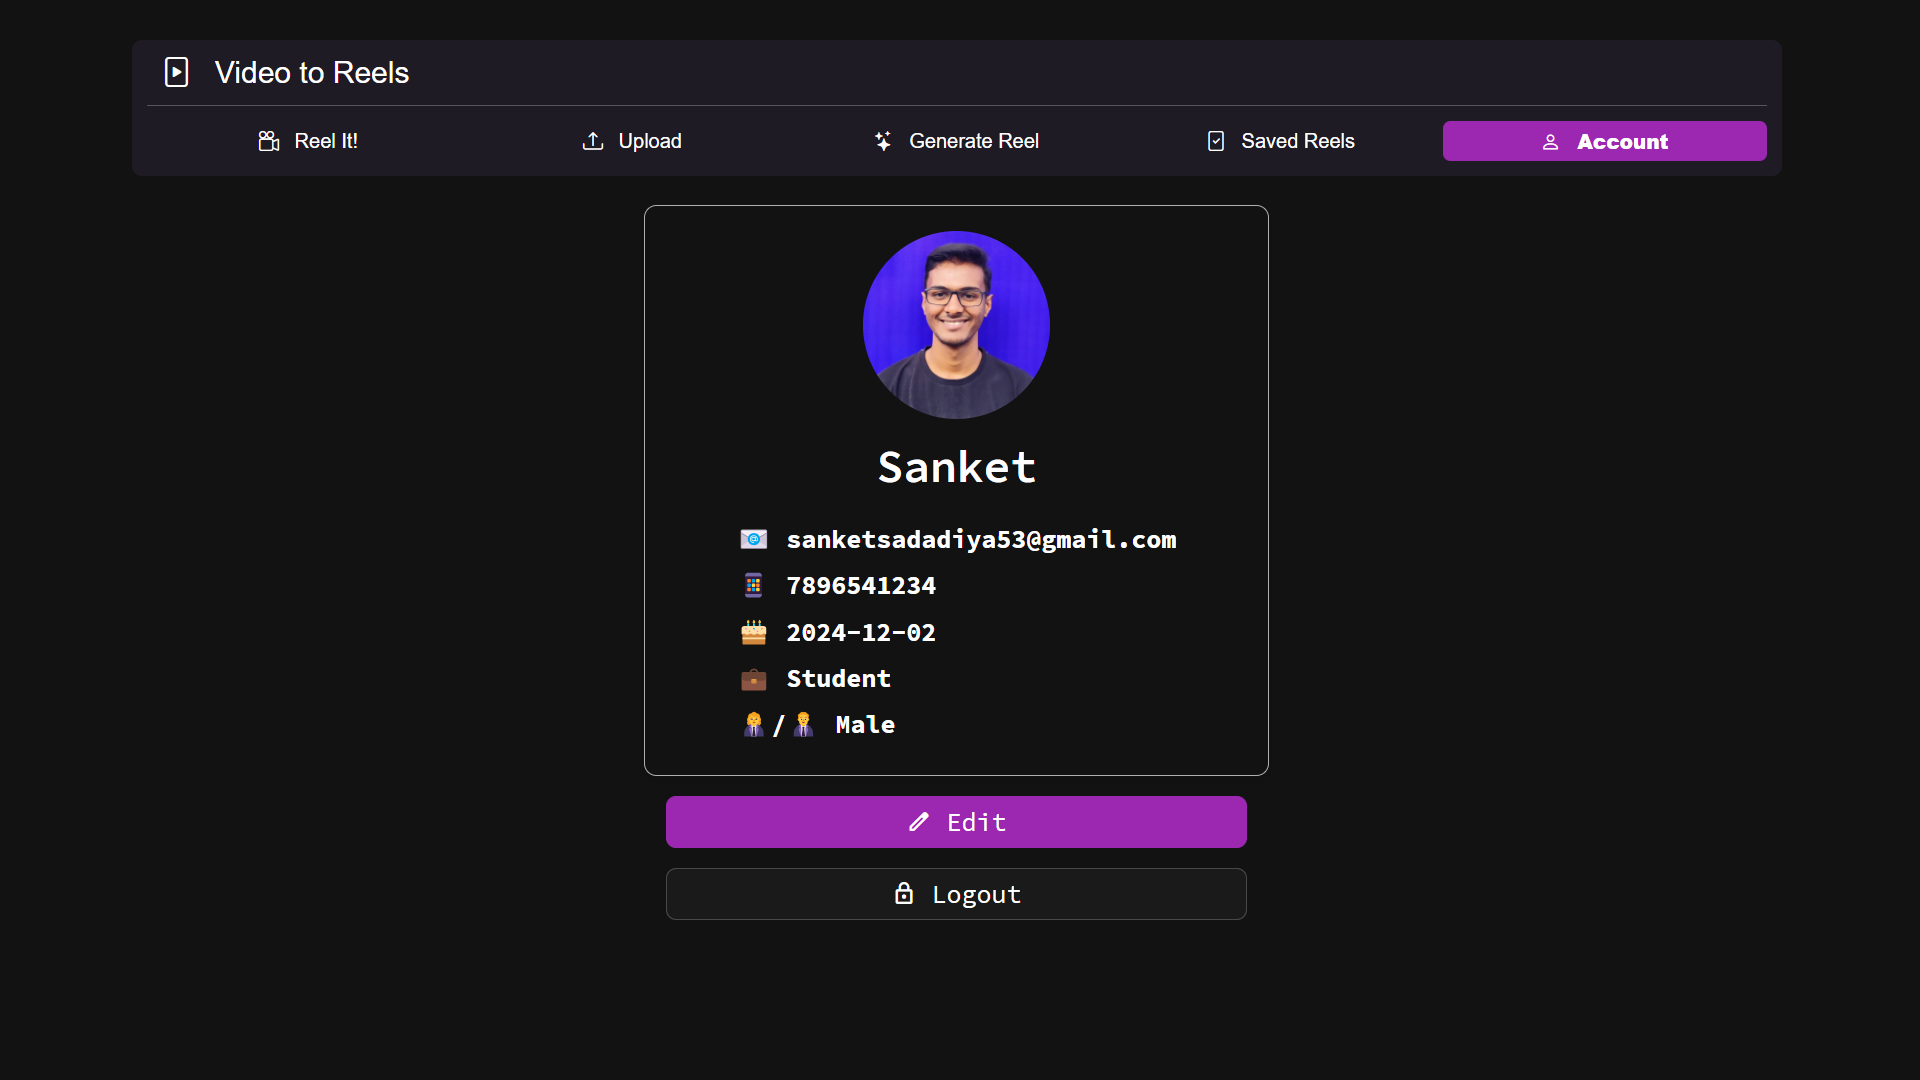 Video to Reels
Reel It!
Upload
Generate Reel
Saved Reels
Account
Sanket
sanketsadadiya53@gmail.com
7896541234
2024-12-02
Student
/ Male
Edit
Logout